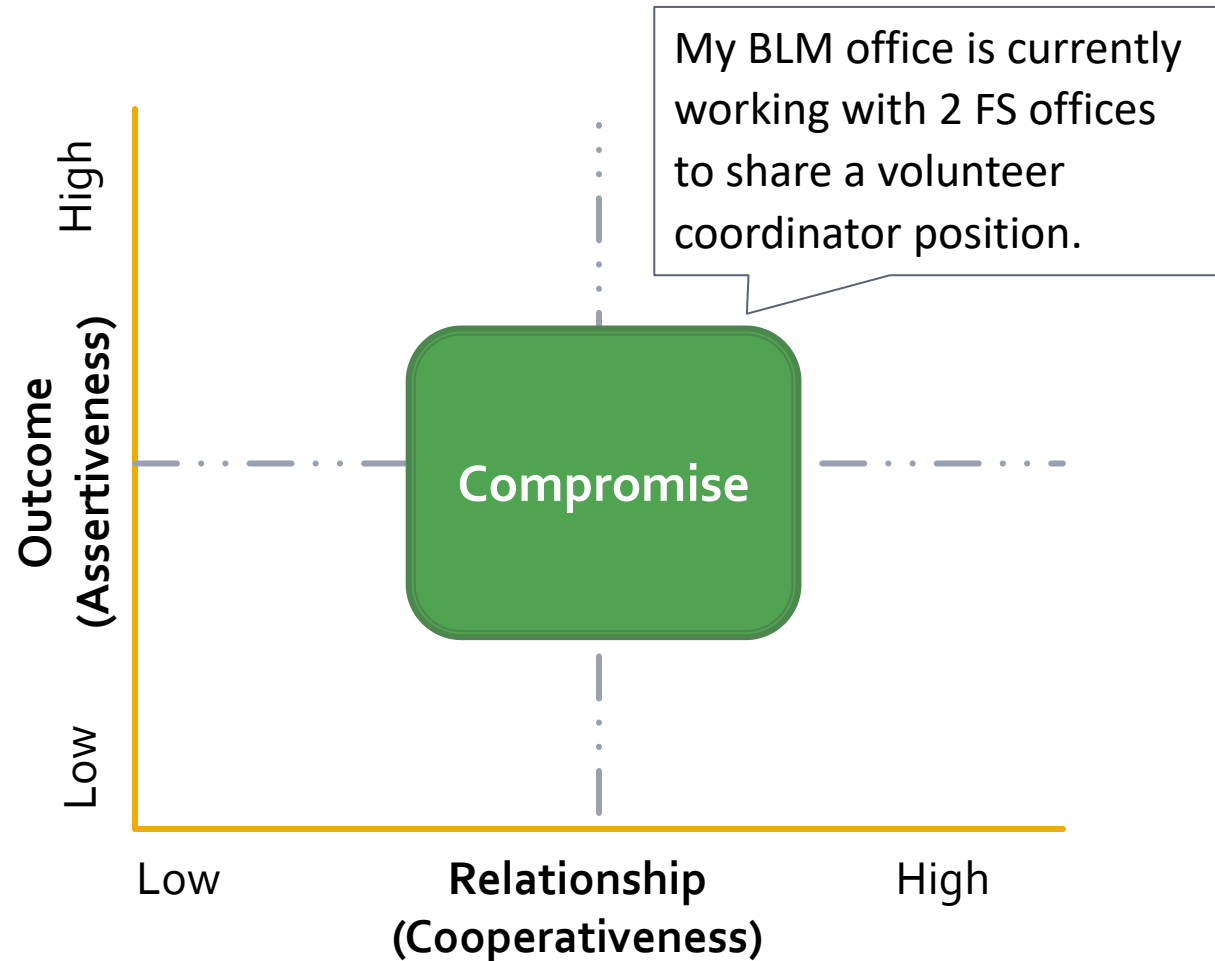 My BLM office is currently
working with 2 FS offices
to share a volunteer
coordinator position.
High
Outcome
(Assertiveness)
Compromise
Low
Low
Relationship
(Cooperativeness)
High